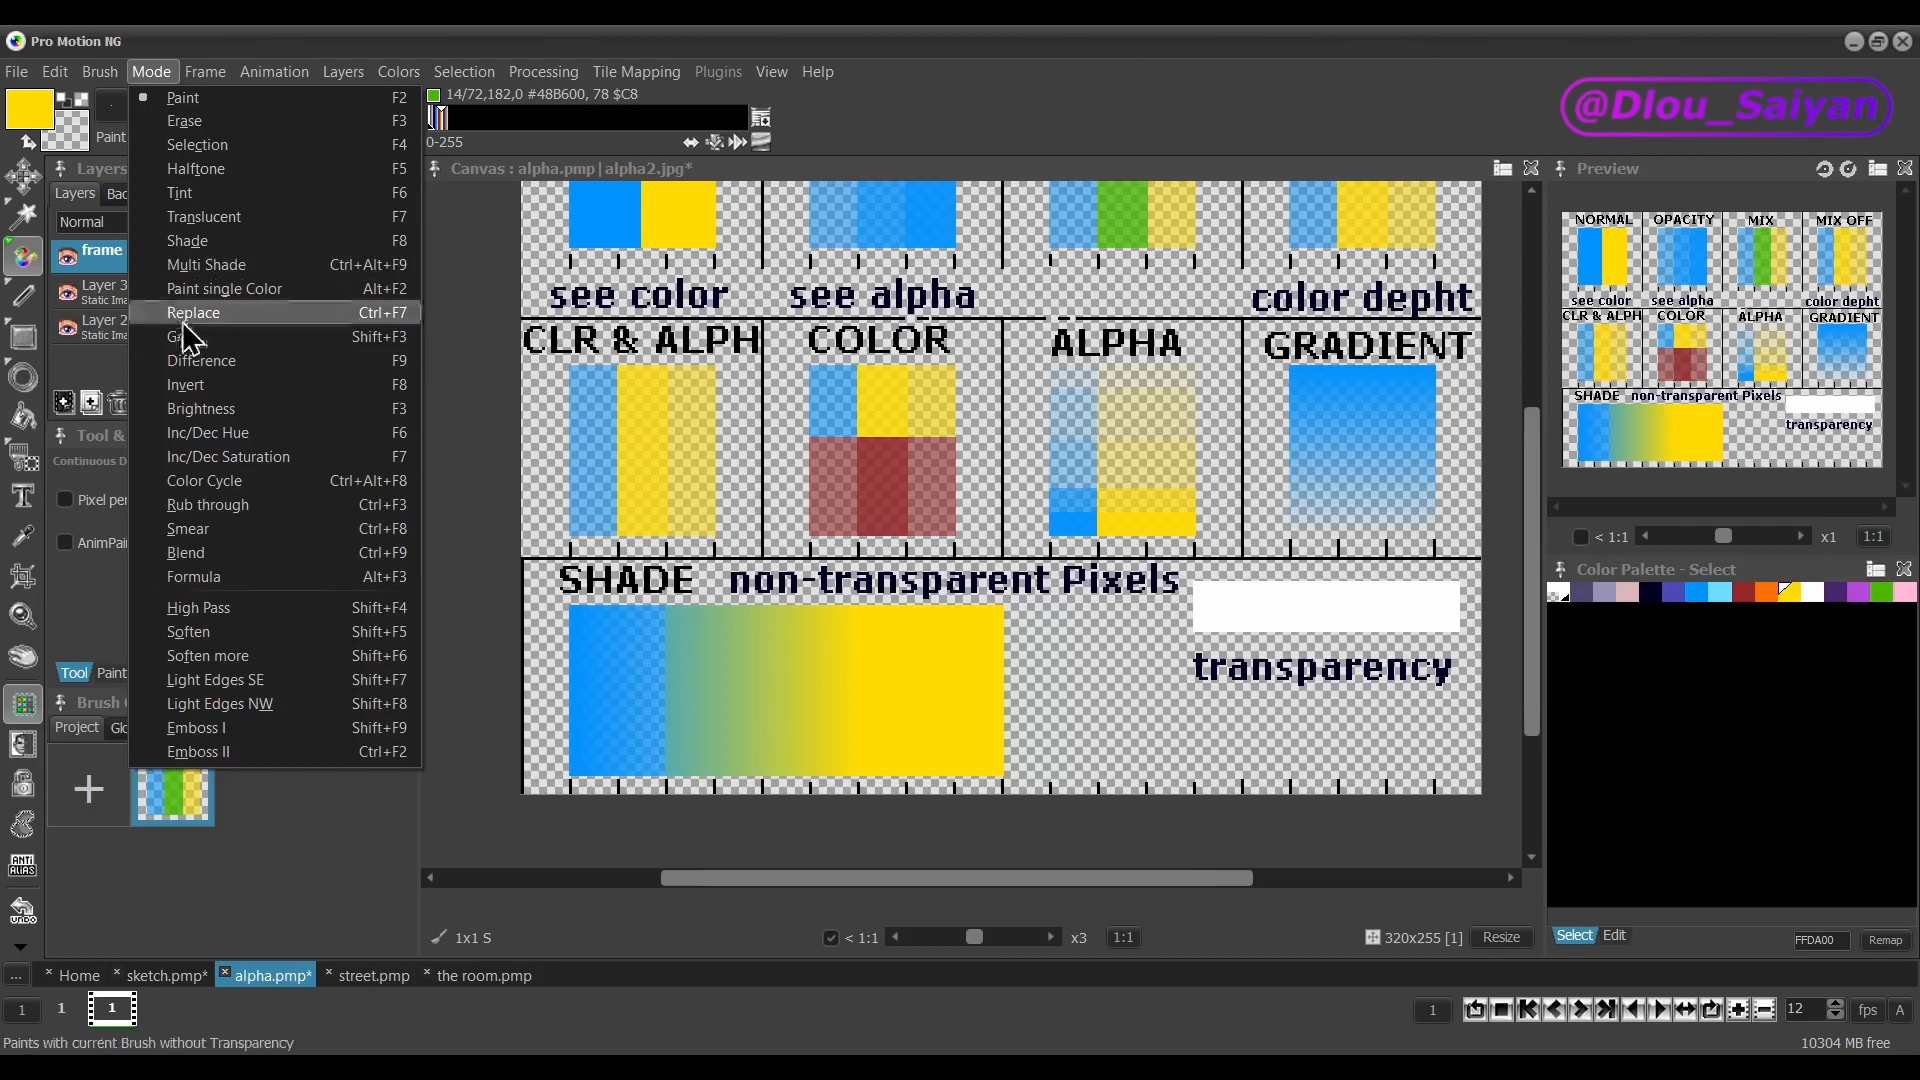 Pro Motion NG
File Edit Brush Mode Frame Animation Layers Colors Selection Processing Tile Mapping Plugins View Help
@Dlou_Saiyan
14/72,182,0 #48B600, 78 $C8
Paint
0-255
Paint F2
Erase F3
Selection F4
Halftone F5
Tint F6
Translucent F7
Shade F8
Multi Shade Ctrl+Alt+F9
Paint single Color Alt+F2
Replace Ctrl+F7
Shift+F3
Difference F9
Invert F8
Brightness F3
Inc/Dec Hue F6
Inc/Dec Saturation F7
Color Cycle Ctrl+Alt+F8
Rub through Ctrl+F3
Smear Ctrl+F8
Blend Ctrl+F9
Formula Alt+F3
High Pass Shift+F4
Soften Shift+F5
Soften more Shift+F6
Light Edges SE Shift+F7
Light Edges NW Shift+F8
Emboss I Shift+F9
Emboss II Ctrl+F2
Layers
Layers Bac
Normal
frame
Layer 3
Static Ima
Layer 2
Static Ima
Tool &
Continuous D
Pixel per
AnimPai
Tool Paint
Brush
Project Glo
ANTI
ALIAS
UNDO
Canvas : alpha.pmp|alpha2.jpg*
see color see alpha color depht
CLR & ALPH COLOR ALPHA GRADIENT
SHADE non-transparent Pixels
transparency
Preview
NORMAL OPACITY MIX MIX OFF
see color see alpha color depht
CLR & ALPH COLOR ALPHA GRADIENT
SHADE non-transparent Pixels
transparency
< 1:1 x1 1:1
Color Palette - Select
Select Edit FFDA00 Remap
1x1 S < 1:1 x3 1:1 320x255 [1] Resize
... Home sketch.pmp* alpha.pmp* street.pmp the room.pmp
1 1 1 1 12 fps A
Paints with current Brush without Transparency 10304 MB free